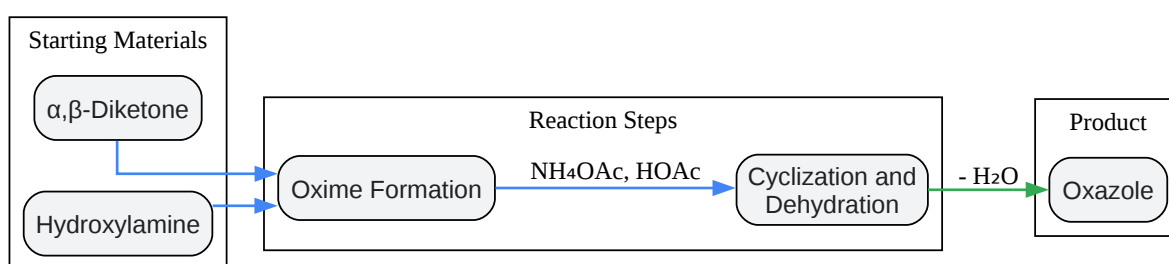 Starting Materials
α,β-Diketone
Hydroxylamine
Reaction Steps
Oxime Formation
NH₄OAc, HOAc
Cyclization and
Dehydration
- H₂O
Product
Oxazole